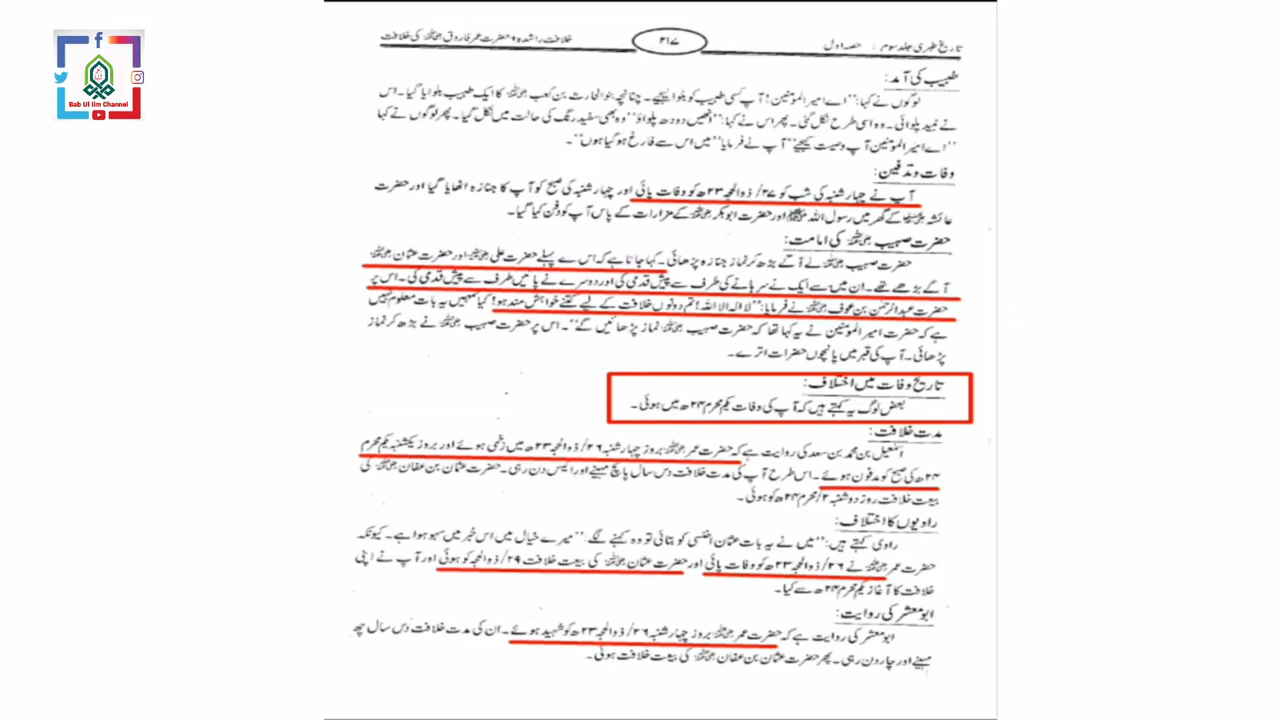 Bab Ul Ilm Channel
تاریخ طبری جلد سوم : حصہ اول
۳۱۷
خلافت راشدہ + حضرت عمر فاروق رضی اللہ عنہ کی خلافت
طبیب کی آمد:
لوگوں نے کہا: "اے امیر المؤمنین! آپ کسی طبیب کو بلوا لیجیے۔ چنانچہ بنو الحارث بن کعب کا ایک طبیب بلوایا گیا۔ اس
نے نبیذ پلوائی۔ وہ اسی طرح نکل گئی۔ پھر اس نے کہا: "انھیں دودھ پلواؤ" وہ بھی سفید رنگ کی حالت میں نکل گیا۔ پھر لوگوں نے کہا
"اے امیر المؤمنین آپ وصیت کیجیے" آپ نے فرمایا "میں اس سے فارغ ہو گیا ہوں"۔
وفات و تدفین:
آپ نے چہار شنبہ کی شب کو ۲۷/ ذوالحجہ ۲۳ھ کو وفات پائی اور چہار شنبہ کی صبح کو آپ کا جنازہ اٹھایا گیا اور حضرت
عائشہ رضی اللہ عنہا کے گھر میں رسول اللہ ﷺ اور حضرت ابوبکر رضی اللہ عنہ کے مزارات کے پاس آپ کو دفن کیا گیا۔
حضرت صہیب رضی اللہ عنہ کی امامت:
حضرت صہیب رضی اللہ عنہ نے آگے بڑھ کر نماز جنازہ پڑھائی۔ کہا جاتا ہے کہ اس سے پہلے حضرت علی رضی اللہ عنہ اور حضرت عثمان رضی اللہ عنہ
آگے بڑھے تھے۔ ان میں سے ایک نے سرہانے کی طرف سے پیش قدمی کی اور دوسرے نے پائیں طرف سے پیش قدمی کی۔ اس پر
حضرت عبدالرحمن بن عوف رضی اللہ عنہ نے فرمایا: "لا الہ الا اللہ! تم دونوں خلافت کے لیے کتنے خواہش مند ہو! کیا تمہیں یہ بات معلوم نہیں
ہے کہ حضرت امیر المؤمنین نے یہ کہا تھا کہ حضرت صہیب رضی اللہ عنہ نماز پڑھائیں گے"۔ اس پر حضرت صہیب رضی اللہ عنہ نے بڑھ کر نماز
پڑھائی۔ آپ کی قبر میں پانچوں حضرات اترے۔
تاریخ وفات میں اختلاف:
بعض لوگ یہ کہتے ہیں کہ آپ کی وفات یکم محرم ۲۴ھ میں ہوئی۔
مدت خلافت:
اسمٰعیل بن محمد بن سعد کی روایت ہے کہ حضرت عمر رضی اللہ عنہ بروز چہار شنبہ ۲۶/ ذوالحجہ ۲۳ھ میں زخمی ہوئے اور بروز یکشنبہ یکم محرم
۲۴ھ کی صبح کو مدفون ہوئے۔ اس طرح آپ کی مدت خلافت دس سال پانچ مہینے اور اکیس دن رہی۔ حضرت عثمان بن عفان رضی اللہ عنہ کی
بیعت خلافت روز دوشنبہ ۲/ محرم ۲۴ھ کو ہوئی۔
راویوں کا اختلاف:
راوی کہتے ہیں: "میں نے یہ بات عثمان اخنسی کو بتائی تو وہ کہنے لگے۔ "میرے خیال میں اس خبر میں سہو ہوا ہے۔ کیونکہ
حضرت عمر رضی اللہ عنہ نے ۲۶/ ذوالحجہ ۲۳ھ کو وفات پائی اور حضرت عثمان رضی اللہ عنہ کی بیعت خلافت ۲۹/ ذوالحجہ کو ہوئی اور آپ نے اپنی
خلافت کا آغاز یکم محرم ۲۴ھ سے کیا۔
ابو معشر کی روایت:
ابو معشر کی روایت ہے کہ حضرت عمر رضی اللہ عنہ بروز چہار شنبہ ۲۶/ ذوالحجہ ۲۳ھ کو شہید ہوئے۔ ان کی مدت خلافت دس سال چھ
مہینے اور چار دن رہی۔ پھر حضرت عثمان بن عفان رضی اللہ عنہ کی بیعت خلافت ہوئی۔